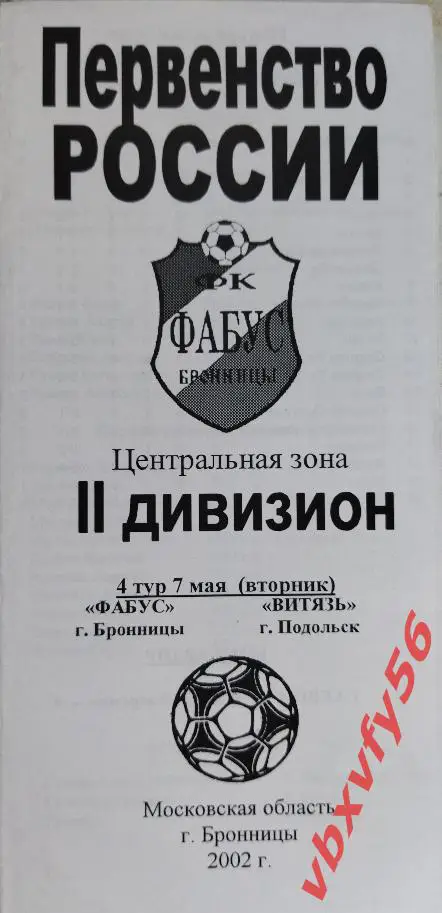 Первенство
РОССИИ
ФК
ФАБУС
БРОННИЦЫ
Центральная зона
II дивизион
4 тур 7 мая (вторник)
«ФАБУС» «ВИТЯЗЬ»
г. Бронницы г. Подольск
Московская область
г. Бронницы
2002 г.
vbxvfy56